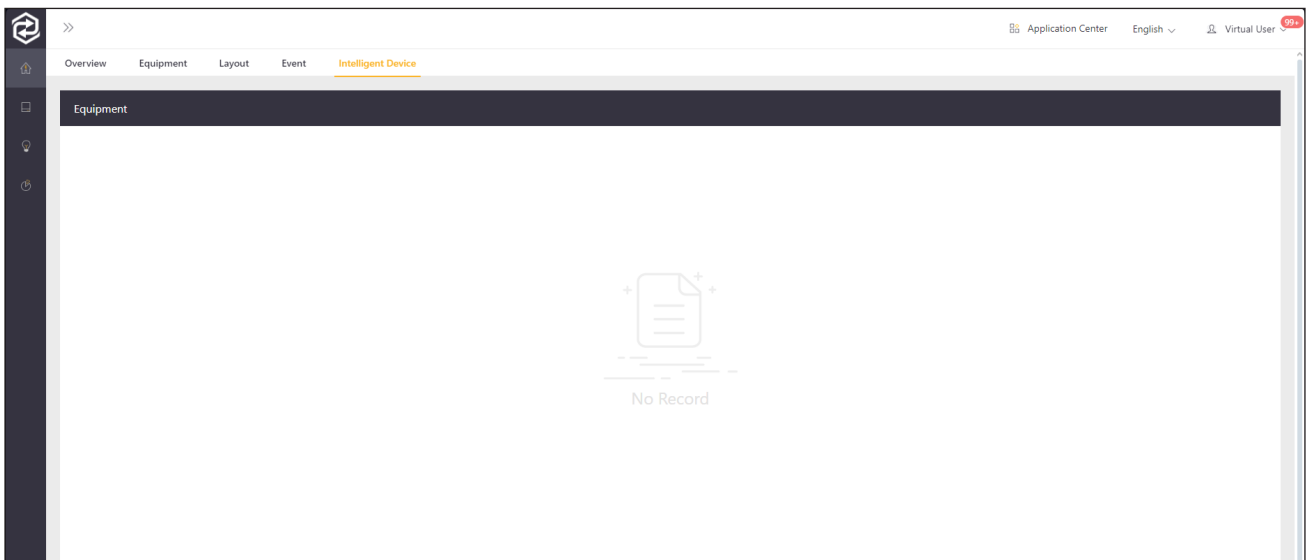 Application Center English Virtual User 99+
Overview Equipment Layout Event Intelligent Device
Equipment
No Record